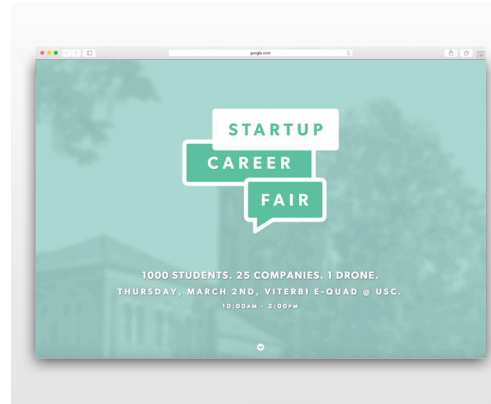 google.com
STARTUP
CAREER
FAIR
1000 STUDENTS. 25 COMPANIES. 1 DRONE.
THURSDAY, MARCH 2ND, VITERBI E-QUAD @ USC.
10:00AM - 2:00PM